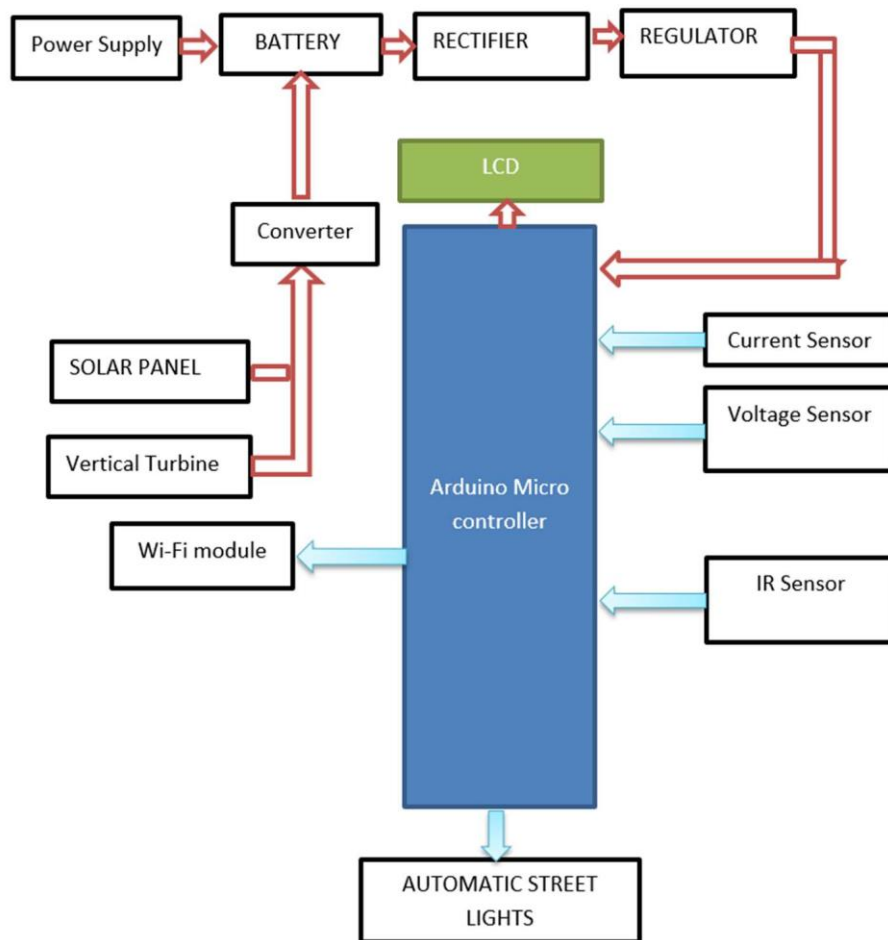 Power Supply
BATTERY
RECTIFIER
REGULATOR
LCD
Converter
SOLAR PANEL
Vertical Turbine
Wi-Fi module
Arduino Micro
controller
Current Sensor
Voltage Sensor
IR Sensor
AUTOMATIC STREET
LIGHTS